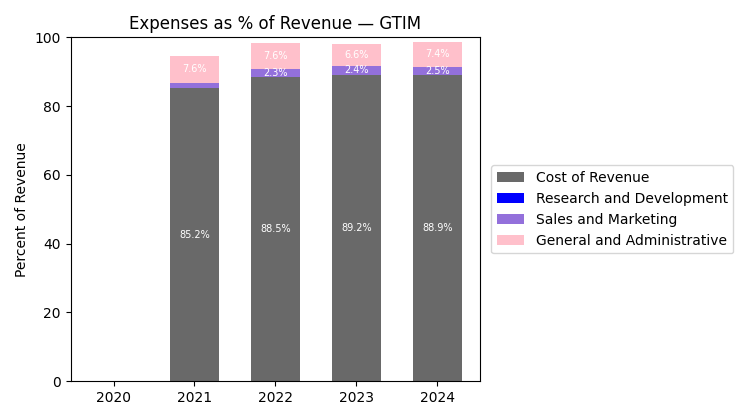 Expenses as % of Revenue — GTIM
Percent of Revenue
100
80
60
40
20
0
7.6%
85.2%
7.6%
2.3%
88.5%
6.6%
2.4%
89.2%
7.4%
2.5%
88.9%
2020 2021 2022 2023 2024
Cost of Revenue
Research and Development
Sales and Marketing
General and Administrative